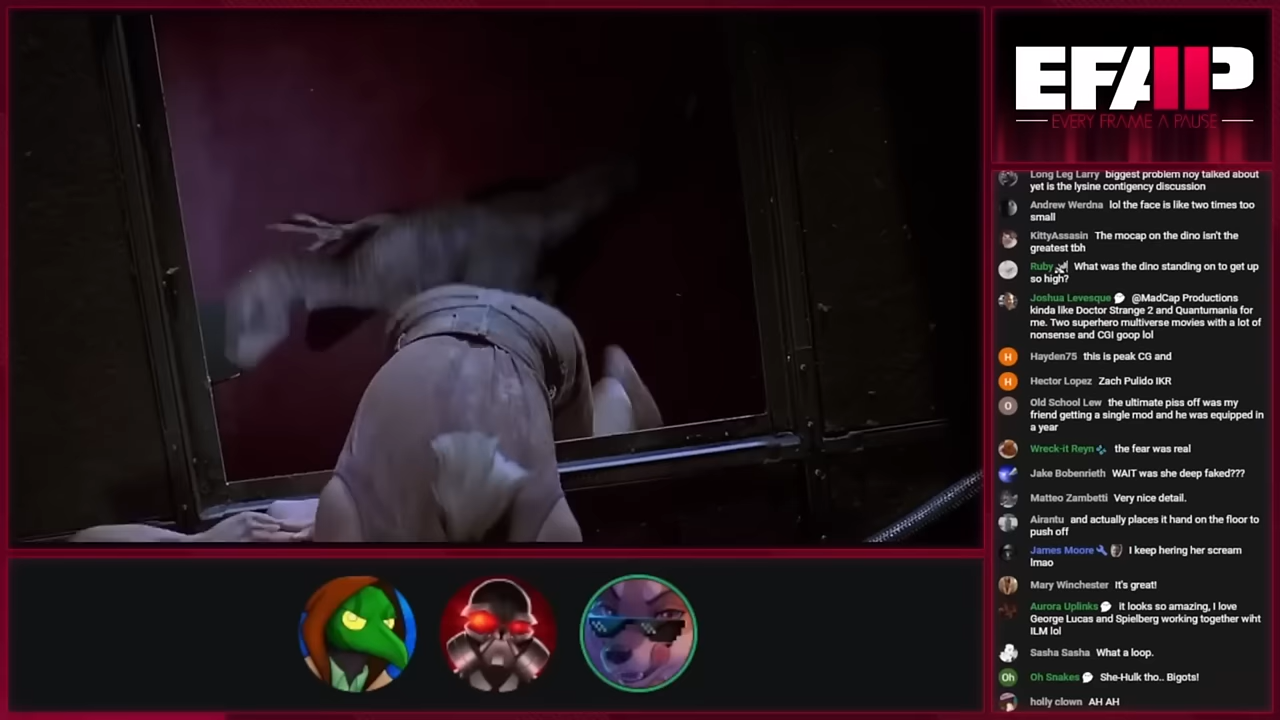 EFAP
EVERY FRAME A PAUSE
Long Leg Larry biggest problem noy talked about
yet is the lysine contigency discussion
Andrew Werdna lol the face is like two times too
small
KittyAssasin The mocap on the dino isn't the
greatest tbh
Ruby What was the dino standing on to get up
so high?
Joshua Levesque @MadCap Productions
kinda like Doctor Strange 2 and Quantumania for
me. Two superhero multiverse movies with a lot of
nonsense and CGI goop lol
H Hayden75 this is peak CG and
H Hector Lopez Zach Pulido IKR
O Old School Lew the ultimate piss off was my
friend getting a single mod and he was equipped in
a year
Wreck-it Reyn the fear was real
Jake Bobenrieth WAIT was she deep faked???
Matteo Zambetti Very nice detail.
Airantu and actually places it hand on the floor to
push off
James Moore I keep hering her scream
lmao
Mary Winchester It's great!
Aurora Uplinks it looks so amazing, I love
George Lucas and Spielberg working together wiht
ILM lol
Sasha Sasha What a loop.
Oh Oh Snakes She-Hulk tho.. Bigots!
holly clown AH AH